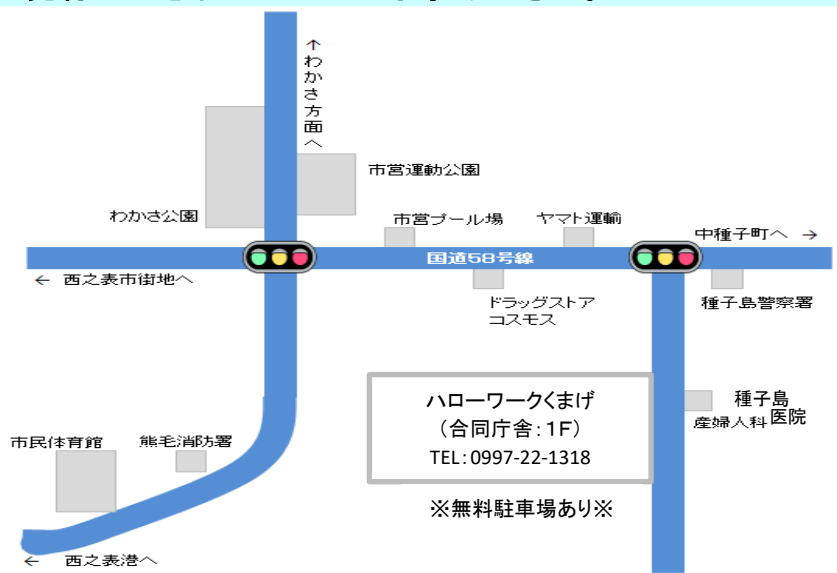 ↑わかさ方面へ
市営運動公園
わかさ公園
市営プール場
ヤマト運輸
中種子町へ →
国道58号線
← 西之表市街地へ
ドラッグストア
コスモス
種子島警察署
ハローワークくまげ
（合同庁舎：1F）
TEL：0997-22-1318
種子島
産婦人科医院
市民体育館
熊毛消防署
※無料駐車場あり※
← 西之表港へ